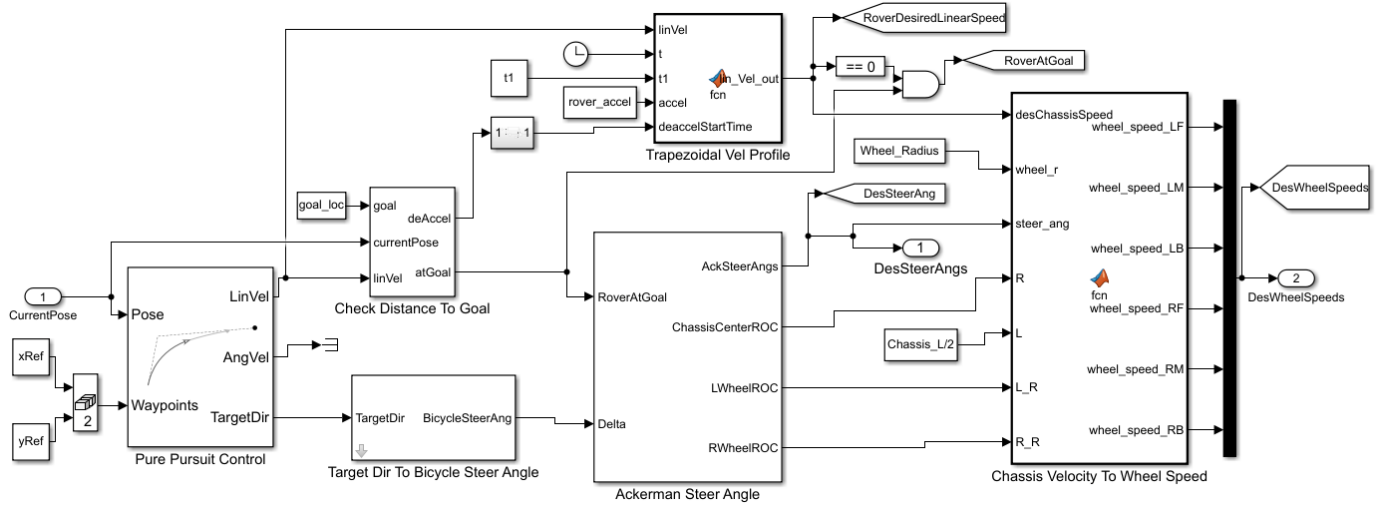 RoverDesiredLinearSpeed
linVel
t
t1
t1
== 0
RoverAtGoal
lin_Vel_out
fcn
rover_accel
accel
desChassisSpeed
wheel_speed_LF
1
1
deaccelStartTime
Trapezoidal Vel Profile
Wheel_Radius
wheel_r
wheel_speed_LM
DesWheelSpeeds
DesSteerAng
goal_loc
goal
deAccel
currentPose
steer_ang
1
DesSteerAngs
wheel_speed_LB
AckSteerAngs
atGoal
linVel
R
fcn
2
DesWheelSpeeds
1
CurrentPose
LinVel
Check Distance To Goal
RoverAtGoal
Pose
wheel_speed_RF
ChassisCenterROC
L
Chassis_L/2
xRef
AngVel
wheel_speed_RM
LWheelROC
L_R
Waypoints
2
TargetDir
TargetDir
BicycleSteerAng
Delta
wheel_speed_RB
yRef
RWheelROC
R_R
Pure Pursuit Control
Target Dir To Bicycle Steer Angle
Chassis Velocity To Wheel Speed
Ackerman Steer Angle